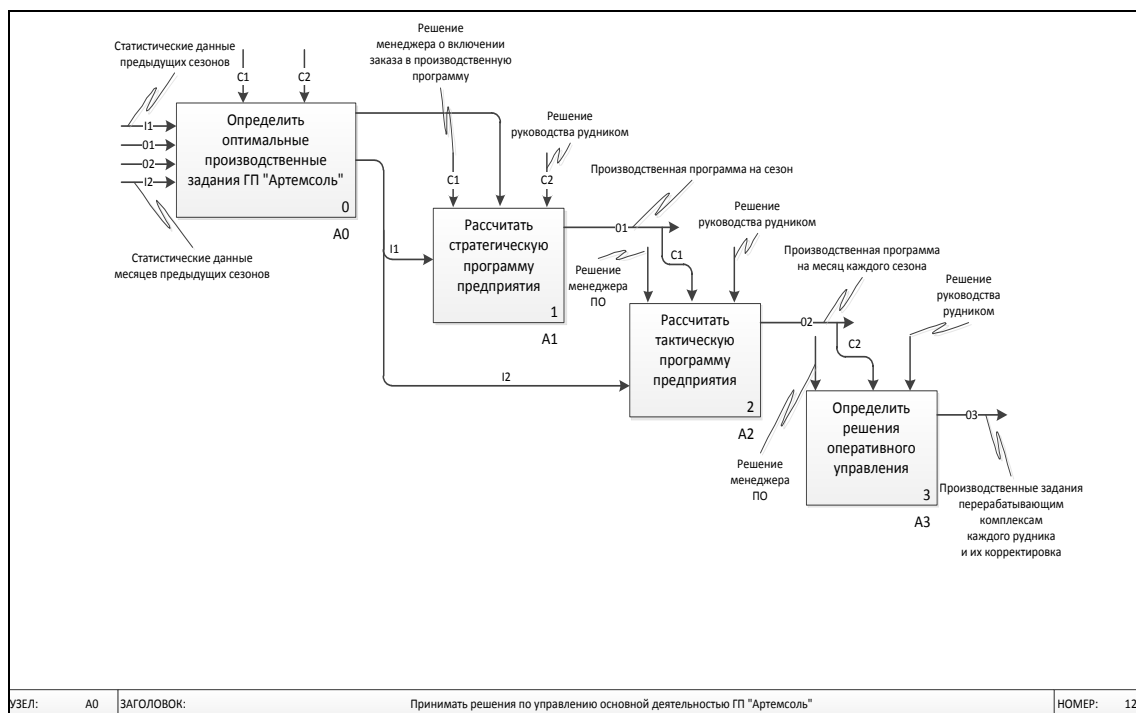 Статистические данные
предыдущих сезонов
C1
C2
Решение
менеджера о включении
заказа в производственную
программу
I1
01
02
I2
Определить
оптимальные
производственные
задания ГП "Артемсоль"
0
A0
Статистические данные
месяцев предыдущих сезонов
C1
C2
Решение
руководства рудником
I1
Рассчитать
стратегическую
программу
предприятия
1
A1
Производственная программа на сезон
01
C1
Решение
менеджера
ПО
Решение
руководства рудником
I2
Рассчитать
тактическую
программу
предприятия
2
A2
Производственная программа
на месяц каждого сезона
02
C2
Решение
руководства
рудником
Решение
менеджера
ПО
Определить
решения
оперативного
управления
3
A3
03
Производственные задания
перерабатывающим
комплексам
каждого рудника
и их корректировка
УЗЕЛ: A0 ЗАГОЛОВОК: Принимать решения по управлению основной деятельностью ГП "Артемсоль" НОМЕР: 12